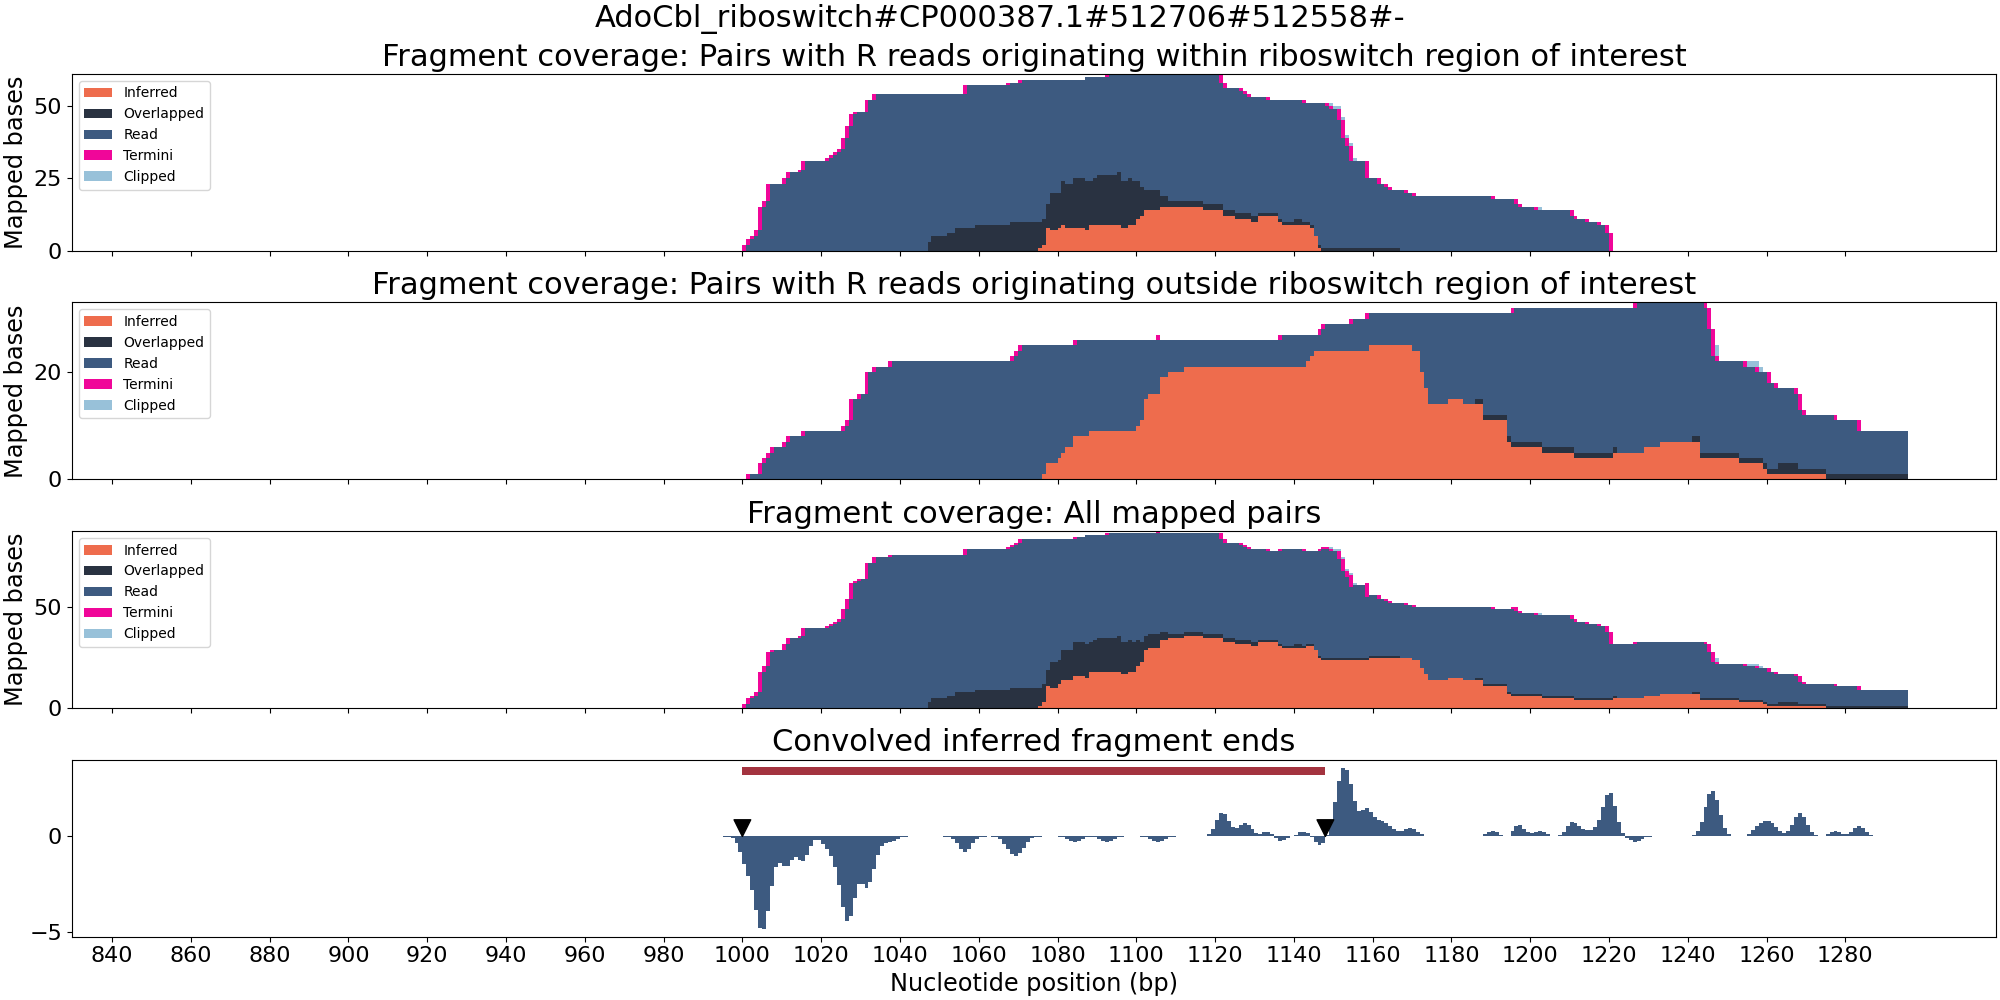 AdoCbl_riboswitch#CP000387.1#512706#512558#-
Fragment coverage: Pairs with R reads originating within riboswitch region of interest
Mapped bases
50
25
0
Inferred
Overlapped
Read
Termini
Clipped
Fragment coverage: Pairs with R reads originating outside riboswitch region of interest
Mapped bases
20
0
Inferred
Overlapped
Read
Termini
Clipped
Fragment coverage: All mapped pairs
Mapped bases
50
0
Inferred
Overlapped
Read
Termini
Clipped
Convolved inferred fragment ends
0
−5
840 860 880 900 920 940 960 980 1000 1020 1040 1060 1080 1100 1120 1140 1160 1180 1200 1220 1240 1260 1280
Nucleotide position (bp)